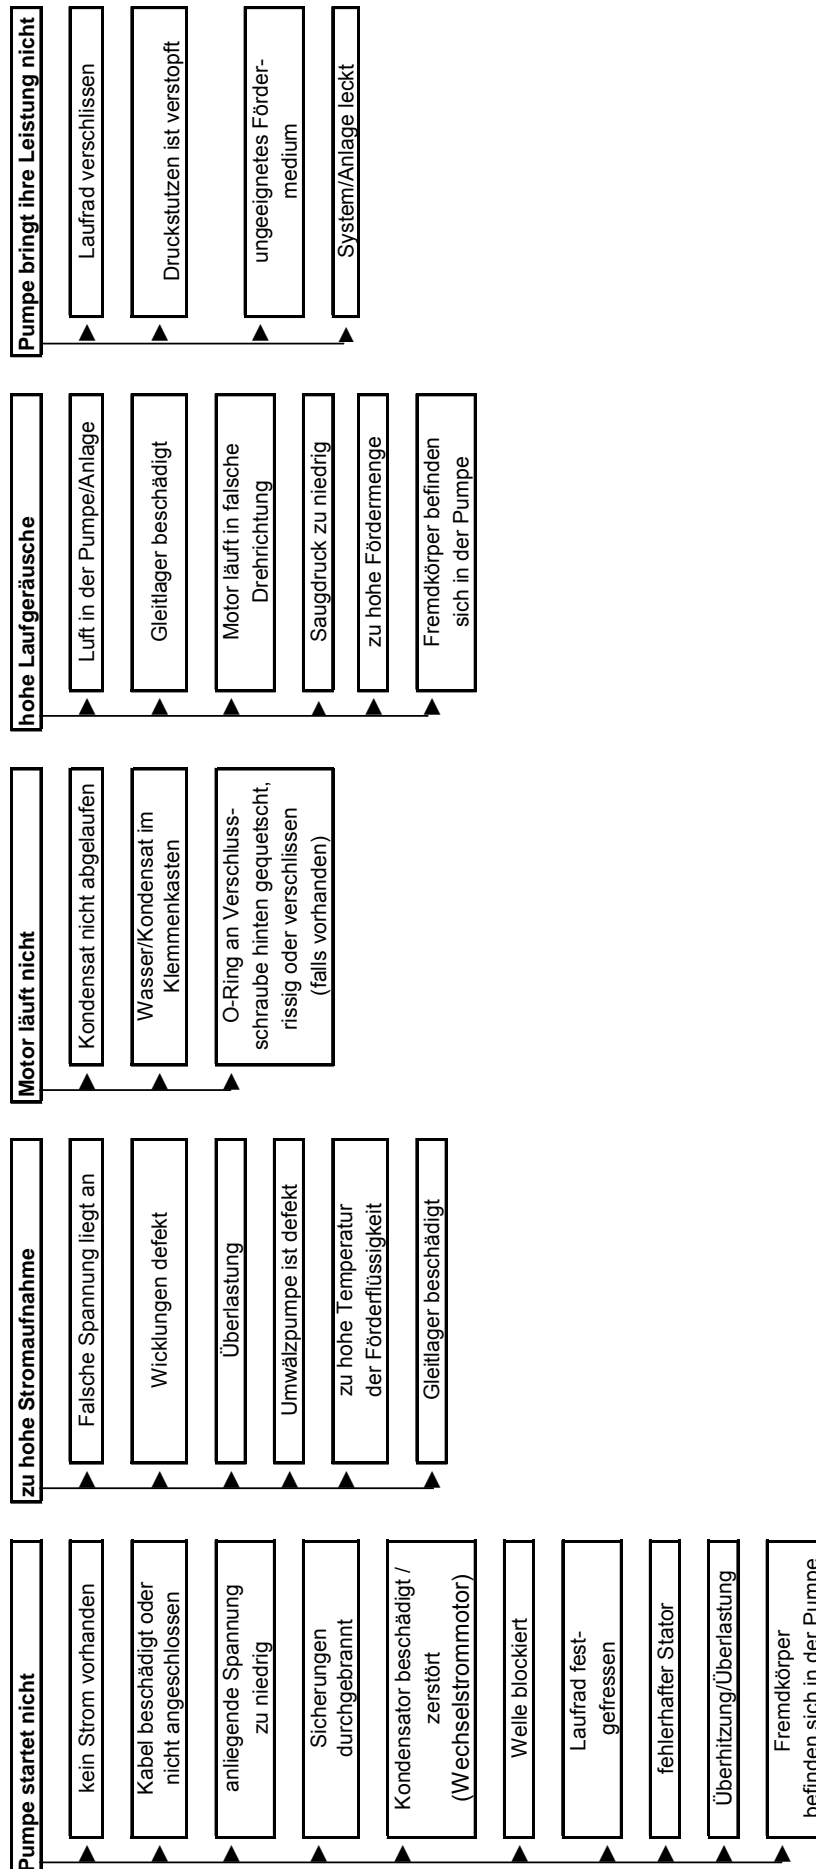 Pumpe startet nicht
kein Strom vorhanden
Kabel beschädigt oder
nicht angeschlossen
anliegende Spannung
zu niedrig
Sicherungen
durchgebrannt
Kondensator beschädigt /
zerstört
(Wechselstrommotor)
Welle blockiert
Laufrad fest-
gefressen
fehlerhafter Stator
Überhitzung/Überlastung
Fremdkörper
befinden sich in der Pumpe
zu hohe Stromaufnahme
Falsche Spannung liegt an
Wicklungen defekt
Überlastung
Umwälzpumpe ist defekt
zu hohe Temperatur
der Förderflüssigkeit
Gleitlager beschädigt
Motor läuft nicht
Kondensat nicht abgelaufen
Wasser/Kondensat im
Klemmenkasten
O-Ring an Verschluss-
schraube hinten gequetscht,
rissig oder verschlissen
(falls vorhanden)
hohe Laufgeräusche
Luft in der Pumpe/Anlage
Gleitlager beschädigt
Motor läuft in falsche
Drehrichtung
Saugdruck zu niedrig
zu hohe Fördermenge
Fremdkörper befinden
sich in der Pumpe
Pumpe bringt ihre Leistung nicht
Laufrad verschlissen
Druckstutzen ist verstopft
ungeeignetes Förder-
medium
System/Anlage leckt